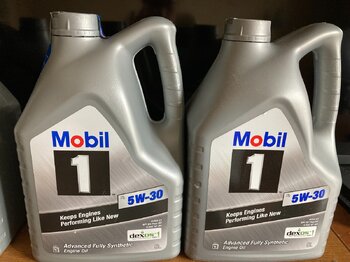 Mobil
1
5W-30
Keeps Engines
Performing Like New
dexos1
Advanced Fully Synthetic
Engine Oil
Mobil
1
5W-30
Keeps Engines
Performing Like New
dexos1
Advanced Fully Synthetic
Engine Oil